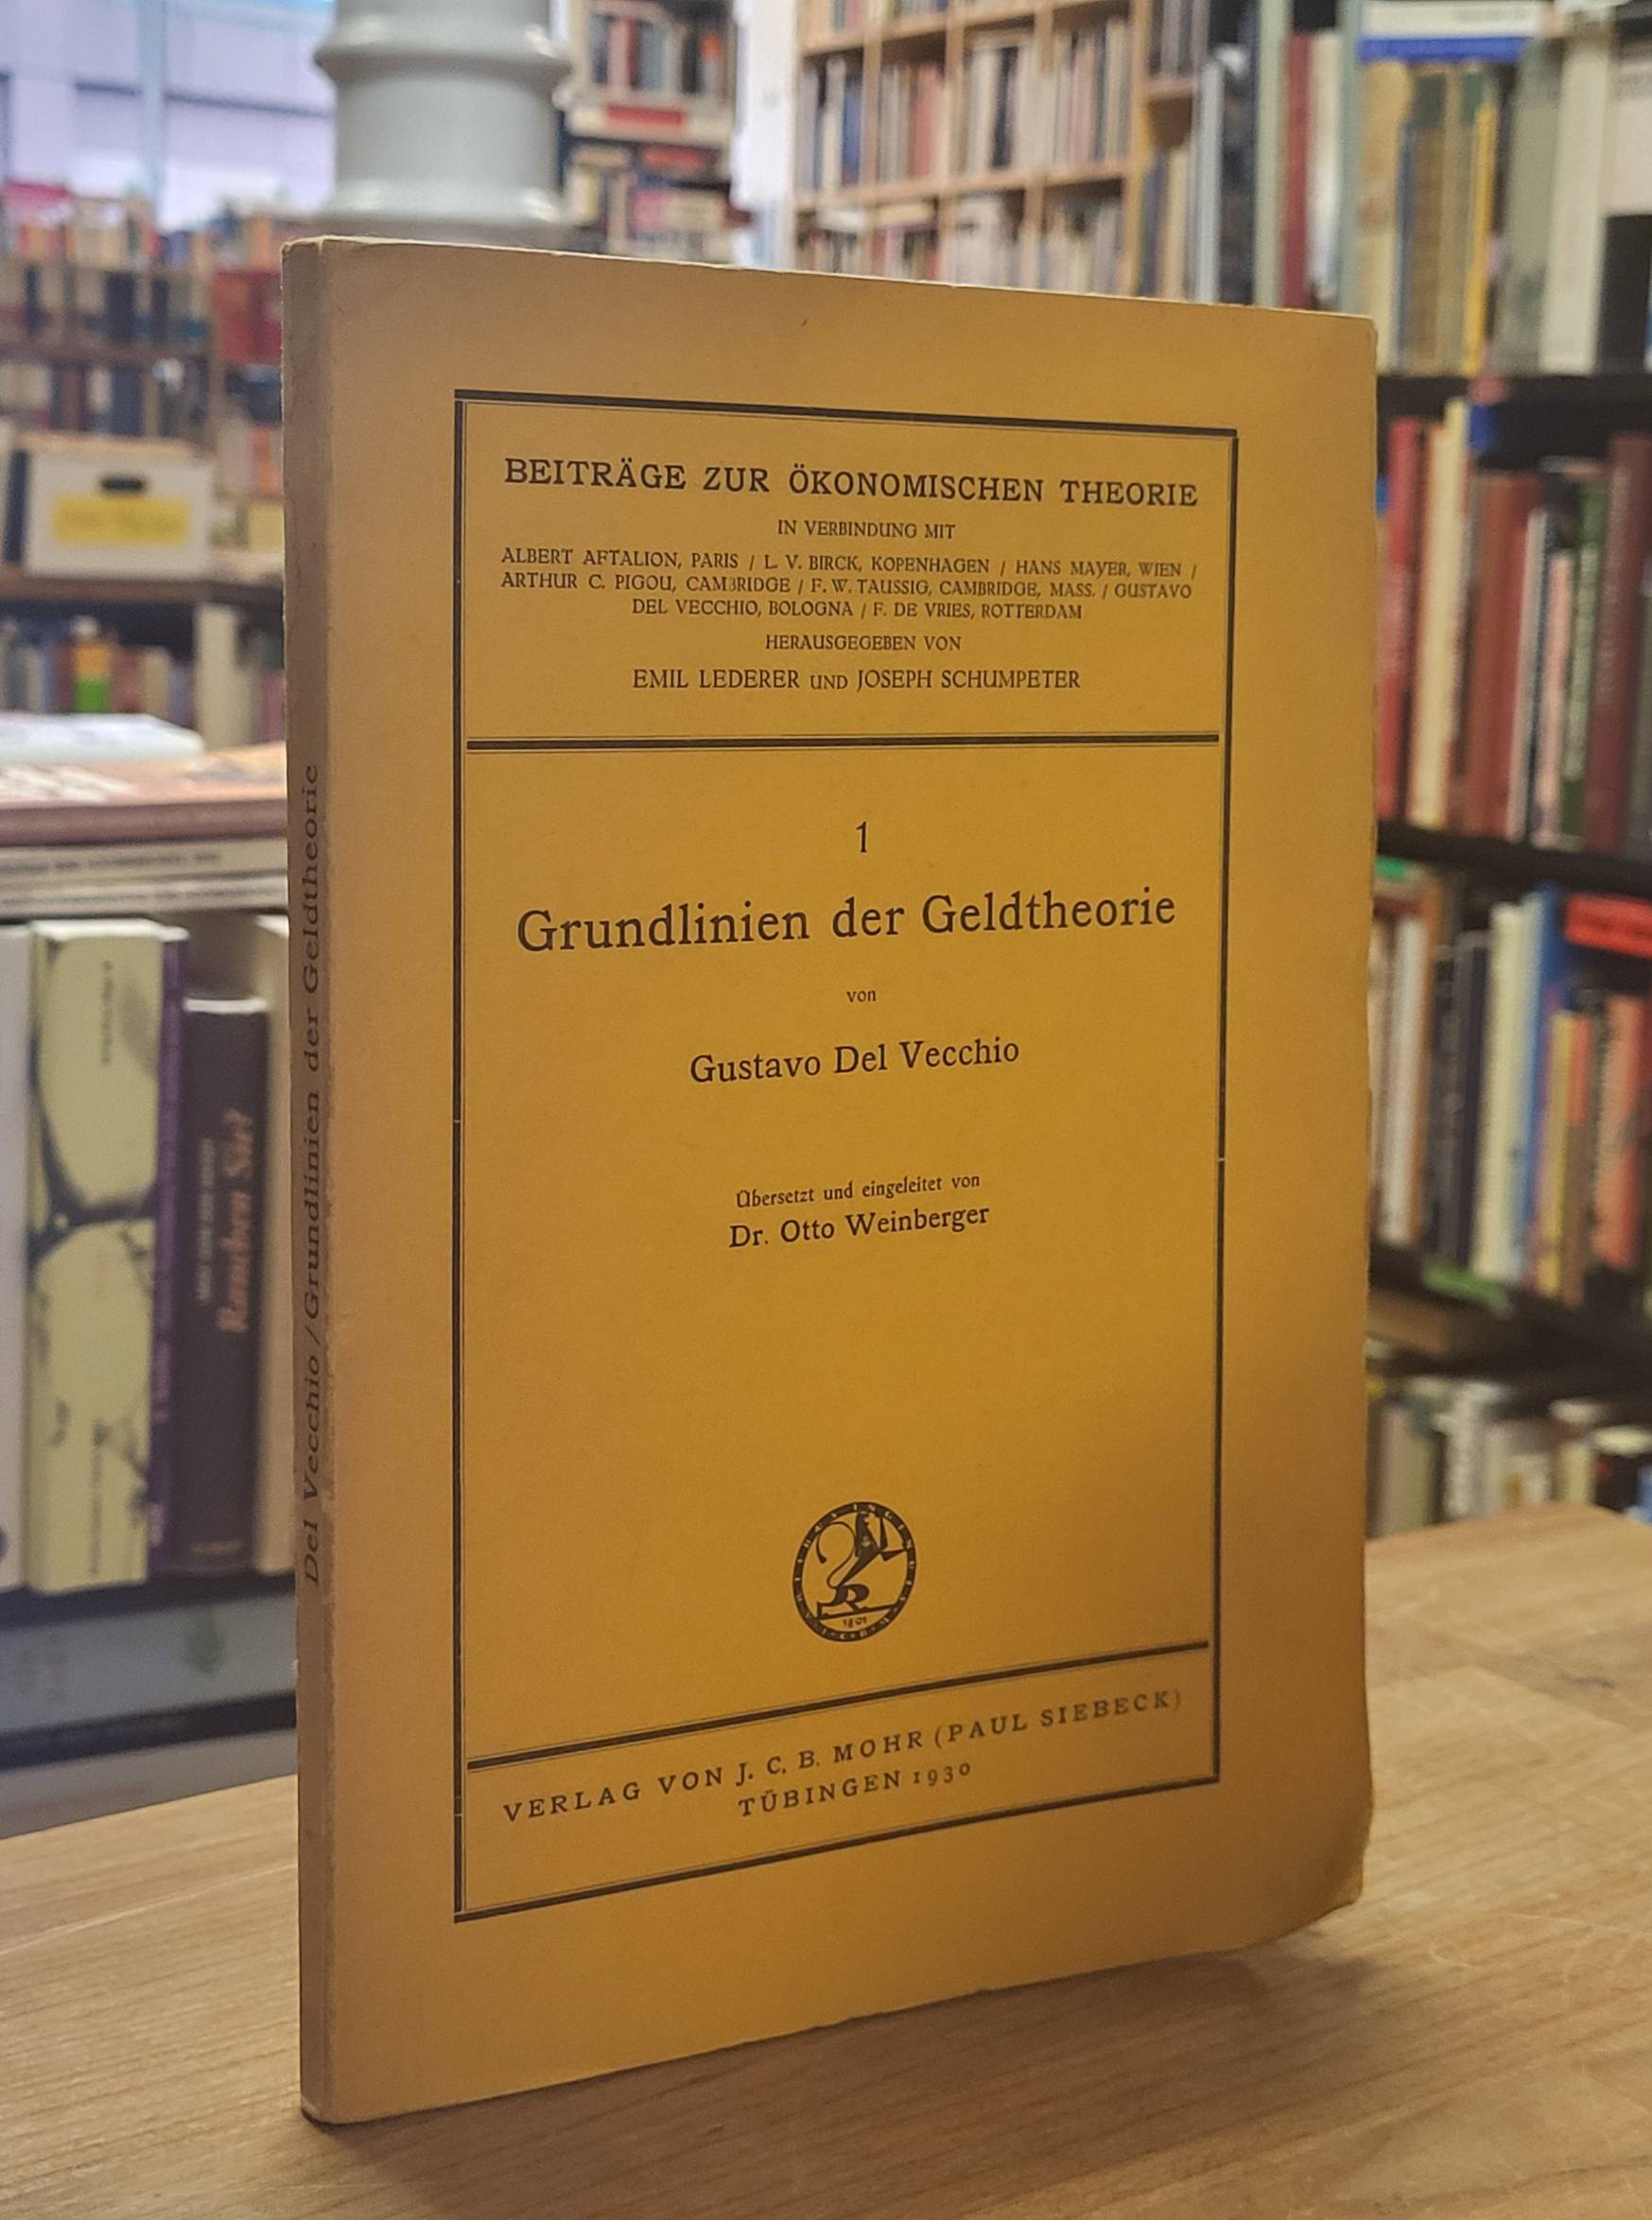 BEITRÄGE ZUR ÖKONOMISCHEN THEORIE
IN VERBINDUNG MIT
ALBERT AFTALION, PARIS / L. V. BIRCK, KOPENHAGEN / HANS MAYER, WIEN /
ARTHUR C. PIGOU, CAMBRIDGE / F. W. TAUSSIG, CAMBRIDGE, MASS. / GUSTAVO
DEL VECCHIO, BOLOGNA / F. DE VRIES, ROTTERDAM
HERAUSGEGEBEN VON
EMIL LEDERER UND JOSEPH SCHUMPETER
1
Grundlinien der Geldtheorie
von
Gustavo Del Vecchio
Übersetzt und eingeleitet von
Dr. Otto Weinberger
1801
VERLAG VON J. C. B. MOHR (PAUL SIEBECK)
TÜBINGEN 1930
Del Vecchio / Grundlinien der Geldtheorie